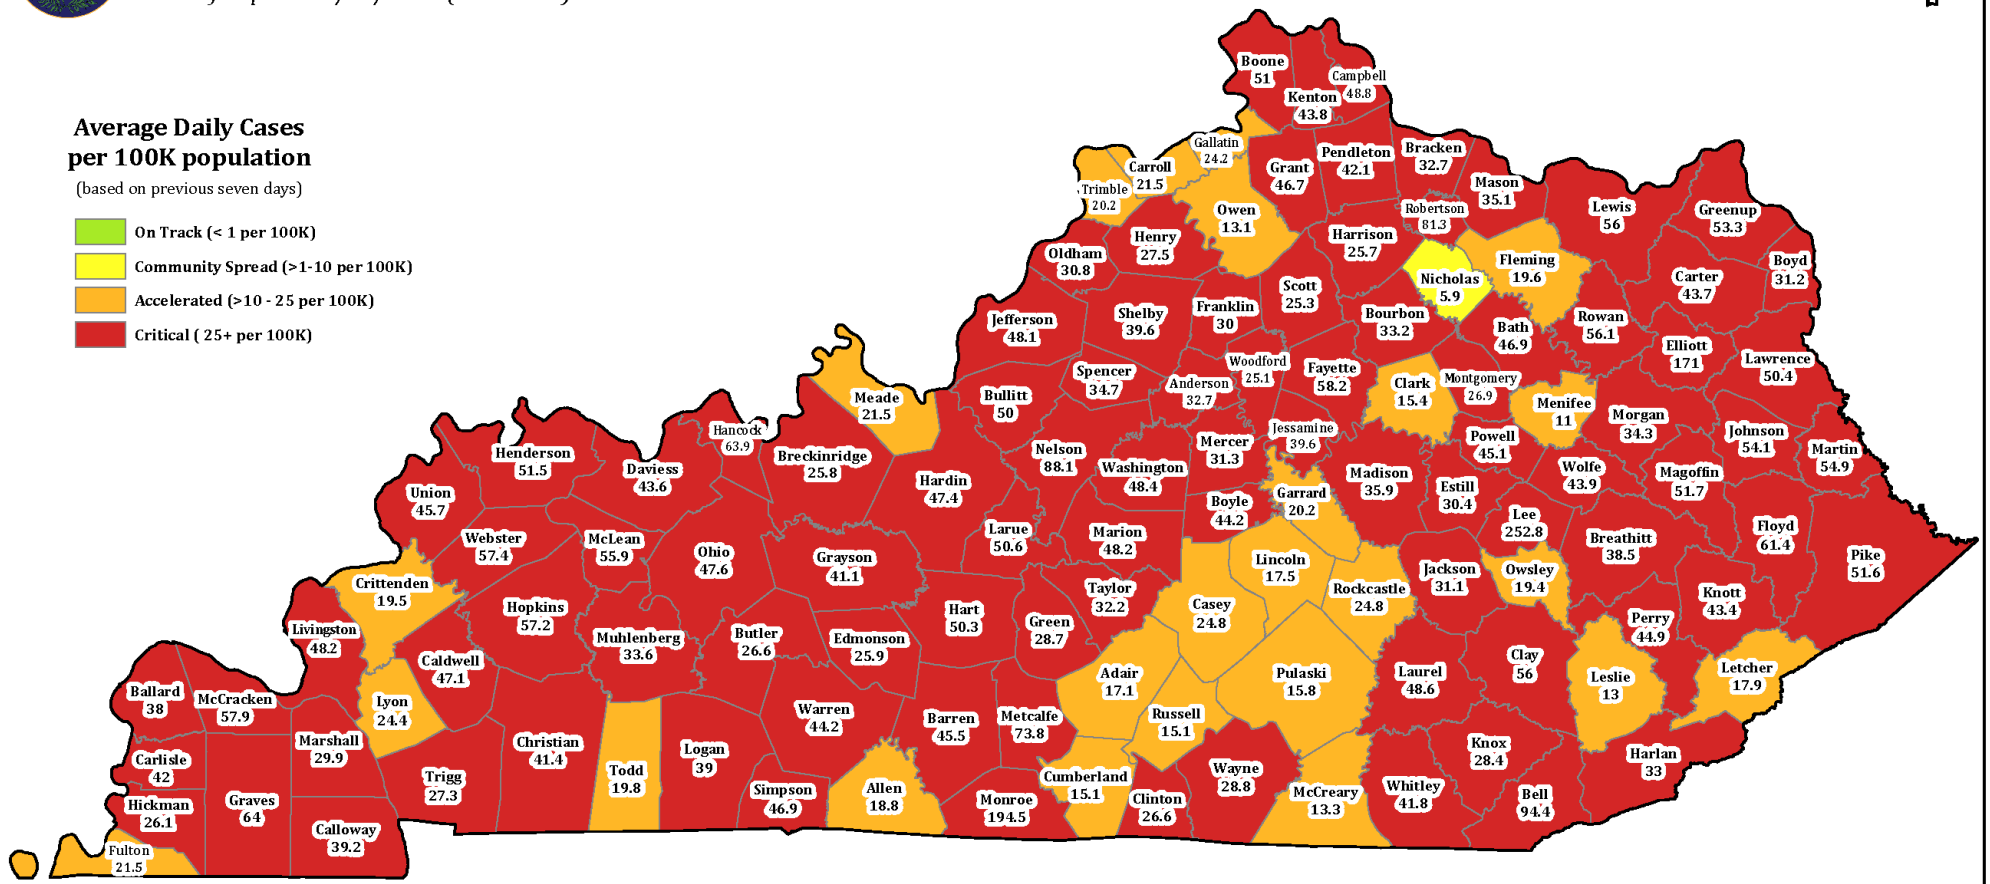 Average Daily Cases
per 100K population
(based on previous seven days)
On Track (< 1 per 100K)
Community Spread (>1-10 per 100K)
Accelerated (>10 - 25 per 100K)
Critical ( 25+ per 100K)
Boone
51
Campbell
48.8
Kenton
43.8
Gallatin
24.2
Carroll
21.5
Trimble
20.2
Grant
46.7
Pendleton
42.1
Bracken
32.7
Mason
35.1
Robertson
81.3
Lewis
56
Greenup
53.3
Owen
13.1
Henry
27.5
Oldham
30.8
Harrison
25.7
Nicholas
5.9
Fleming
19.6
Carter
43.7
Boyd
31.2
Jefferson
48.1
Shelby
39.6
Franklin
30
Scott
25.3
Bourbon
33.2
Bath
46.9
Rowan
56.1
Elliott
171
Lawrence
50.4
Meade
21.5
Bullitt
50
Spencer
34.7
Anderson
32.7
Woodford
25.1
Fayette
58.2
Clark
15.4
Montgomery
26.9
Menifee
11
Morgan
34.3
Johnson
54.1
Martin
54.9
Hancock
63.9
Henderson
51.5
Daviess
43.6
Breckinridge
25.8
Hardin
47.4
Nelson
88.1
Washington
48.4
Mercer
31.3
Jessamine
39.6
Madison
35.9
Powell
45.1
Estill
30.4
Wolfe
43.9
Magoffin
51.7
Union
45.7
Webster
57.4
McLean
55.9
Ohio
47.6
Grayson
41.1
Larue
50.6
Marion
48.2
Boyle
44.2
Garrard
20.2
Lee
252.8
Breathitt
38.5
Floyd
61.4
Pike
51.6
Crittenden
19.5
Hopkins
57.2
Muhlenberg
33.6
Butler
26.6
Edmonson
25.9
Hart
50.3
Green
28.7
Taylor
32.2
Casey
24.8
Lincoln
17.5
Rockcastle
24.8
Jackson
31.1
Owsley
19.4
Perry
44.9
Knott
43.4
Livingston
48.2
Caldwell
47.1
Lyon
24.4
Ballard
38
McCracken
57.9
Marshall
29.9
Carlisle
42
Hickman
26.1
Graves
64
Calloway
39.2
Fulton
21.5
Trigg
27.3
Christian
41.4
Todd
19.8
Logan
39
Warren
44.2
Simpson
46.9
Allen
18.8
Barren
45.5
Metcalfe
73.8
Monroe
194.5
Adair
17.1
Cumberland
15.1
Russell
15.1
Clinton
26.6
Pulaski
15.8
Wayne
28.8
McCreary
13.3
Laurel
48.6
Clay
56
Leslie
13
Letcher
17.9
Harlan
33
Knox
28.4
Whitley
41.8
Bell
94.4